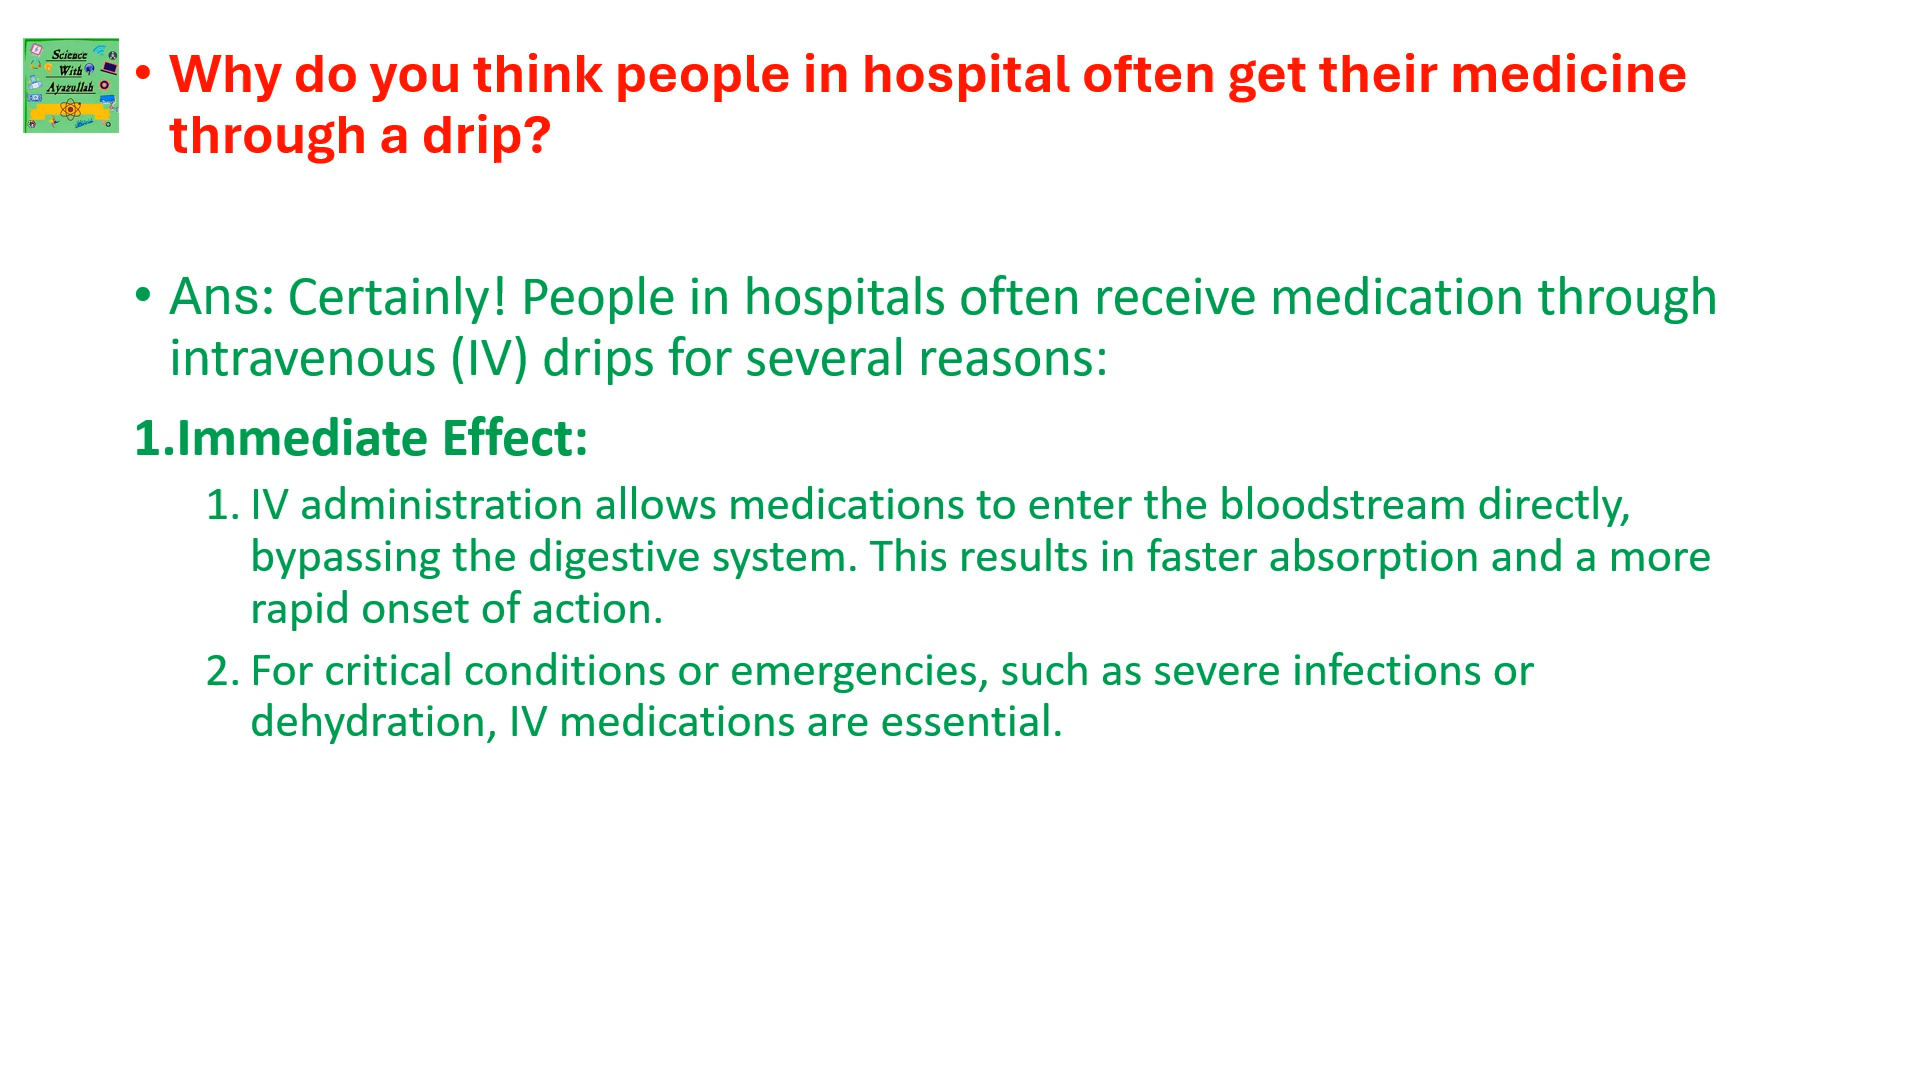 Science
With
Ayazullah
• Why do you think people in hospital often get their medicine
through a drip?
• Ans: Certainly! People in hospitals often receive medication through
intravenous (IV) drips for several reasons:
1.Immediate Effect:
1. IV administration allows medications to enter the bloodstream directly,
bypassing the digestive system. This results in faster absorption and a more
rapid onset of action.
2. For critical conditions or emergencies, such as severe infections or
dehydration, IV medications are essential.